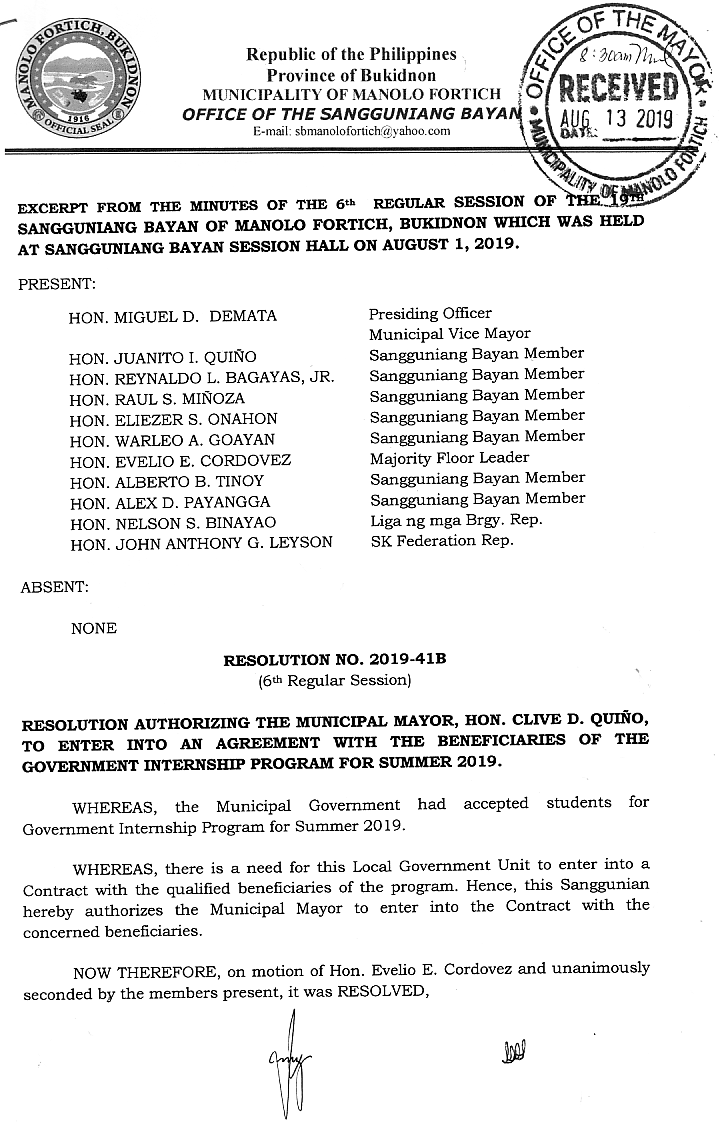 MANOLO FORTICH, BUKIDNON
1916
OFFICIAL SEAL
Republic of the Philippines
Province of Bukidnon
MUNICIPALITY OF MANOLO FORTICH
OFFICE OF THE SANGGUNIANG BAYAN
E-mail: sbmanolofortich@yahoo.com
OFFICE OF THE MAYOR
8:30am
RECEIVED
AUG 13 2019
DATE:
MUNICIPALITY OF MANOLO FORTICH
EXCERPT FROM THE MINUTES OF THE 6th REGULAR SESSION OF THE 19TH
SANGGUNIANG BAYAN OF MANOLO FORTICH, BUKIDNON WHICH WAS HELD
AT SANGGUNIANG BAYAN SESSION HALL ON AUGUST 1, 2019.
PRESENT:
HON. MIGUEL D. DEMATA Presiding Officer
Municipal Vice Mayor
HON. JUANITO I. QUIÑO Sangguniang Bayan Member
HON. REYNALDO L. BAGAYAS, JR. Sangguniang Bayan Member
HON. RAUL S. MIÑOZA Sangguniang Bayan Member
HON. ELIEZER S. ONAHON Sangguniang Bayan Member
HON. WARLEO A. GOAYAN Sangguniang Bayan Member
HON. EVELIO E. CORDOVEZ Majority Floor Leader
HON. ALBERTO B. TINOY Sangguniang Bayan Member
HON. ALEX D. PAYANGGA Sangguniang Bayan Member
HON. NELSON S. BINAYAO Liga ng mga Brgy. Rep.
HON. JOHN ANTHONY G. LEYSON SK Federation Rep.
ABSENT:
NONE
RESOLUTION NO. 2019-41B
(6th Regular Session)
RESOLUTION AUTHORIZING THE MUNICIPAL MAYOR, HON. CLIVE D. QUIÑO,
TO ENTER INTO AN AGREEMENT WITH THE BENEFICIARIES OF THE
GOVERNMENT INTERNSHIP PROGRAM FOR SUMMER 2019.
WHEREAS, the Municipal Government had accepted students for
Government Internship Program for Summer 2019.
WHEREAS, there is a need for this Local Government Unit to enter into a
Contract with the qualified beneficiaries of the program. Hence, this Sanggunian
hereby authorizes the Municipal Mayor to enter into the Contract with the
concerned beneficiaries.
NOW THEREFORE, on motion of Hon. Evelio E. Cordovez and unanimously
seconded by the members present, it was RESOLVED,